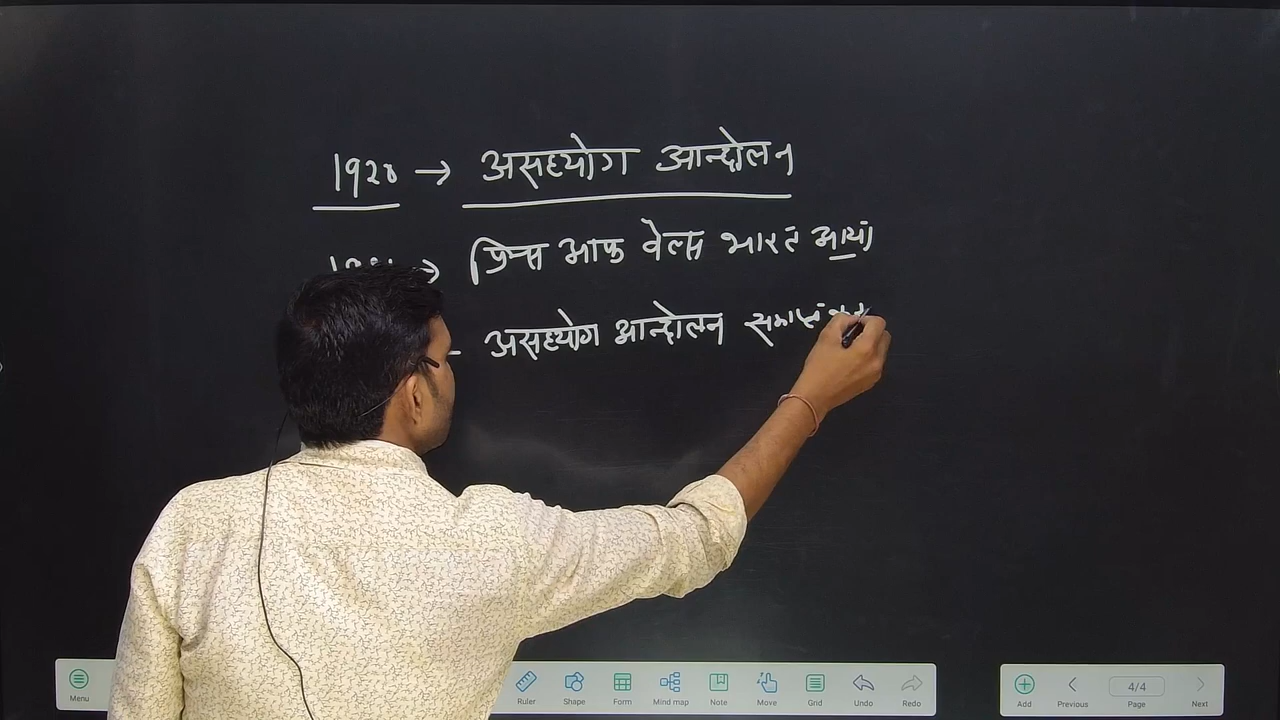 1920 → असहयोग आन्दोलन
→ प्रिन्स आफ वेल्स भारत आया
असहयोग आन्दोलन समाप्त
Menu Ruler Shape Form Mind map Note Move Grid Undo Redo Add Previous 4/4 Page Next